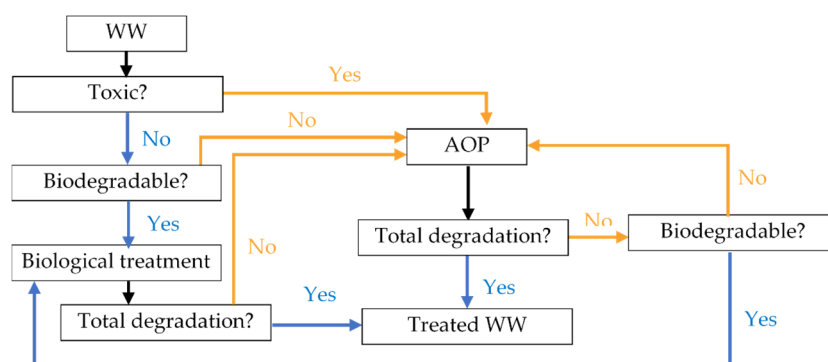 WW
Toxic?
Yes
No
No
AOP
Biodegradable?
No
Yes
Total degradation?
No
Biodegradable?
Biological treatment
No
Yes
Yes
Yes
Total degradation?
Treated WW